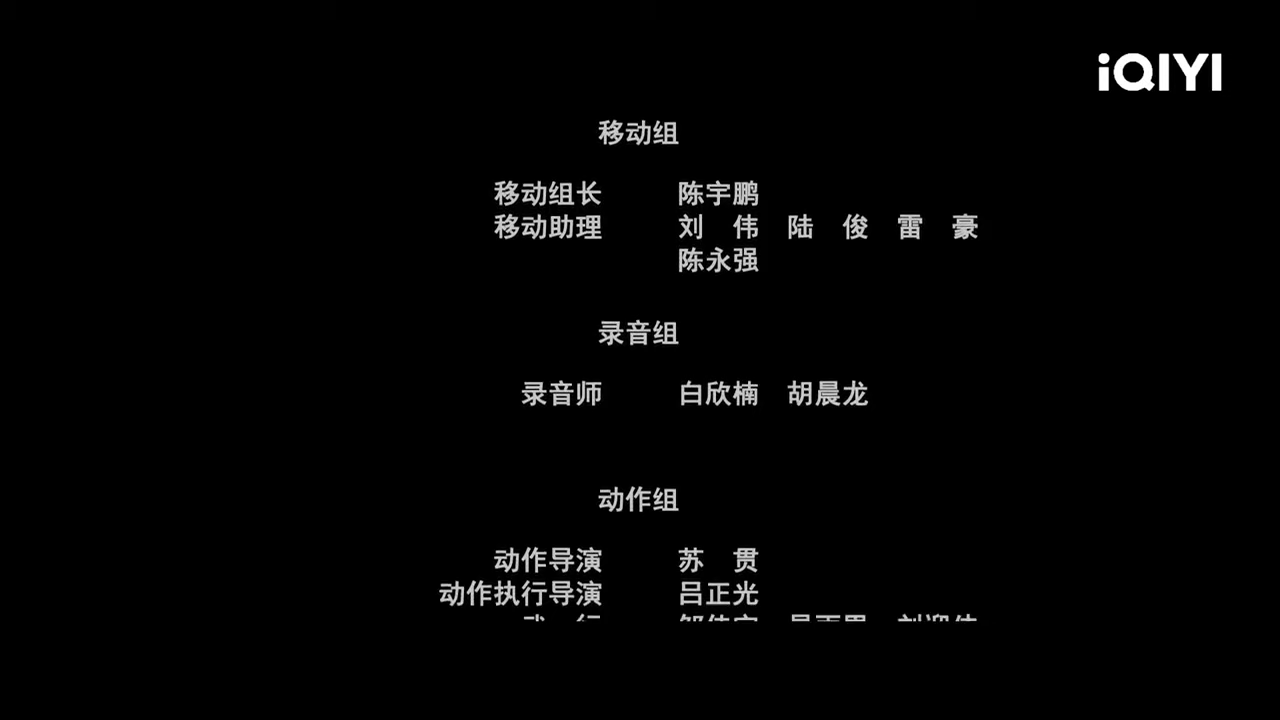 iQIYI
移动组
移动组长 陈宇鹏
移动助理 刘 伟 陆 俊 雷 豪
陈永强
录音组
录音师 白欣楠 胡晨龙
动作组
动作导演 苏 贯
动作执行导演 吕正光